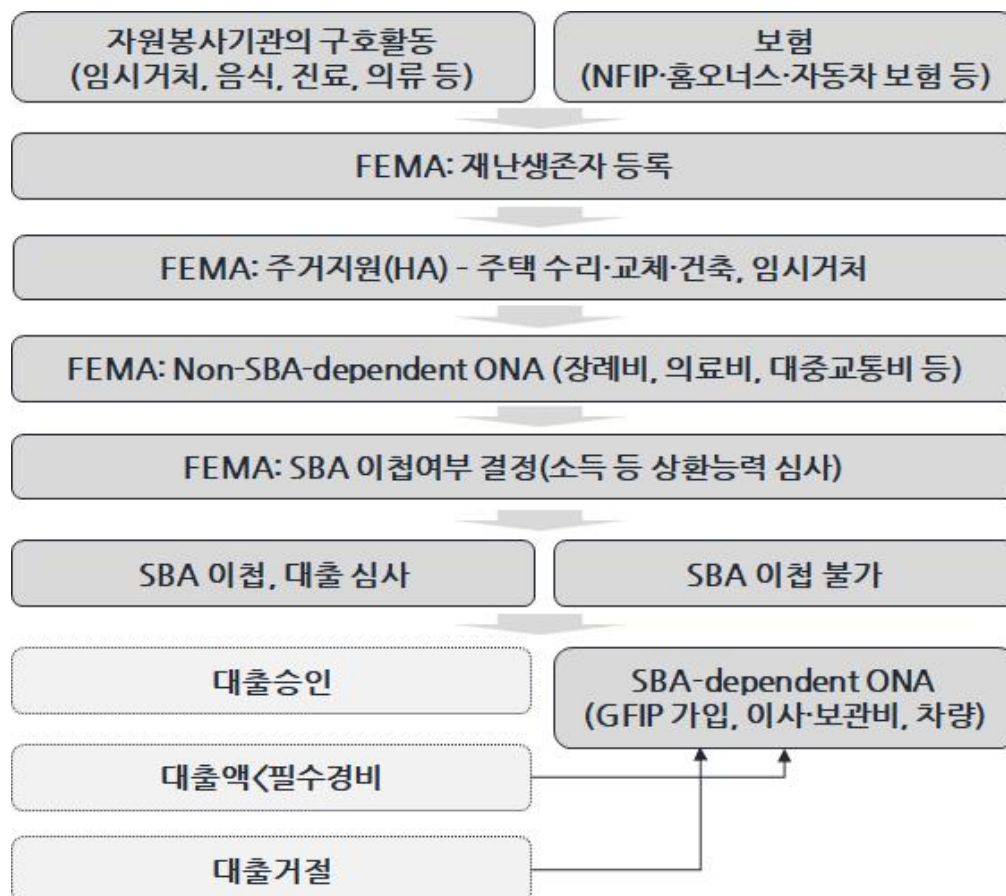 자원봉사기관의 구호활동
(임시거처, 음식, 진료, 의류 등)
보험
(NFIP·홈오너스·자동차 보험 등)
FEMA: 재난생존자 등록
FEMA: 주거지원(HA) - 주택 수리·교체·건축, 임시거처
FEMA: Non-SBA-dependent ONA (장례비, 의료비, 대중교통비 등)
FEMA: SBA 이첩여부 결정(소득 등 상환능력 심사)
SBA 이첩, 대출 심사
SBA 이첩 불가
대출승인
SBA-dependent ONA
(GFIP 가입, 이사·보관비, 차량)
대출액<필수경비
대출거절